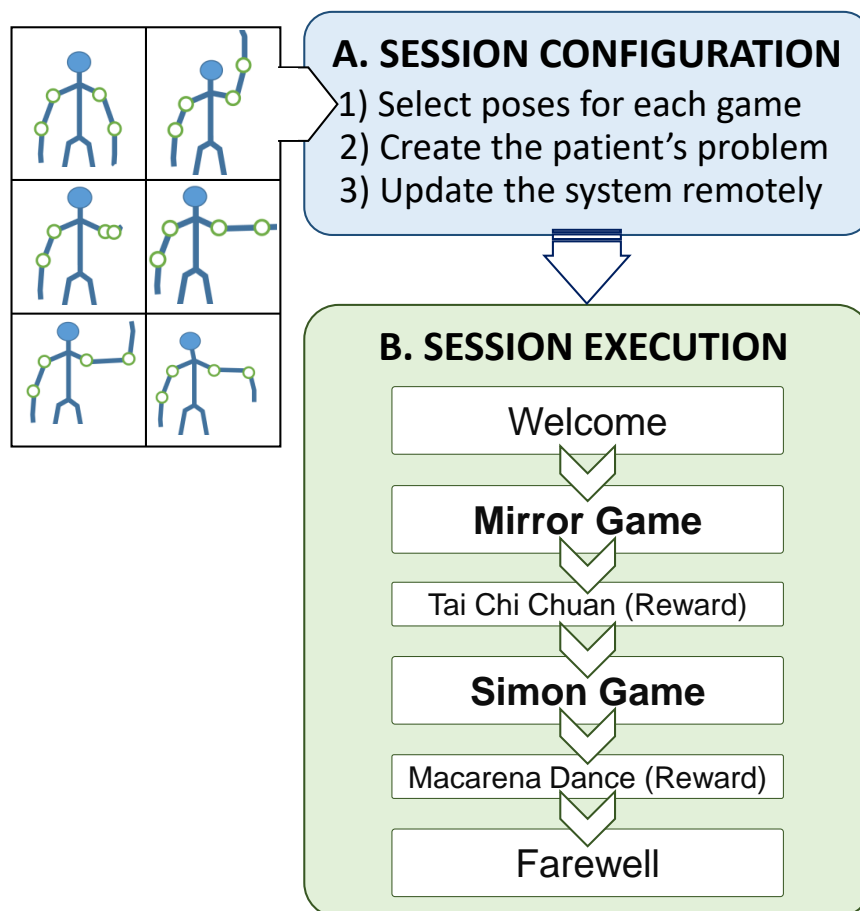 A. SESSION CONFIGURATION
1) Select poses for each game
2) Create the patient’s problem
3) Update the system remotely
B. SESSION EXECUTION
Welcome
Mirror Game
Tai Chi Chuan (Reward)
Simon Game
Macarena Dance (Reward)
Farewell